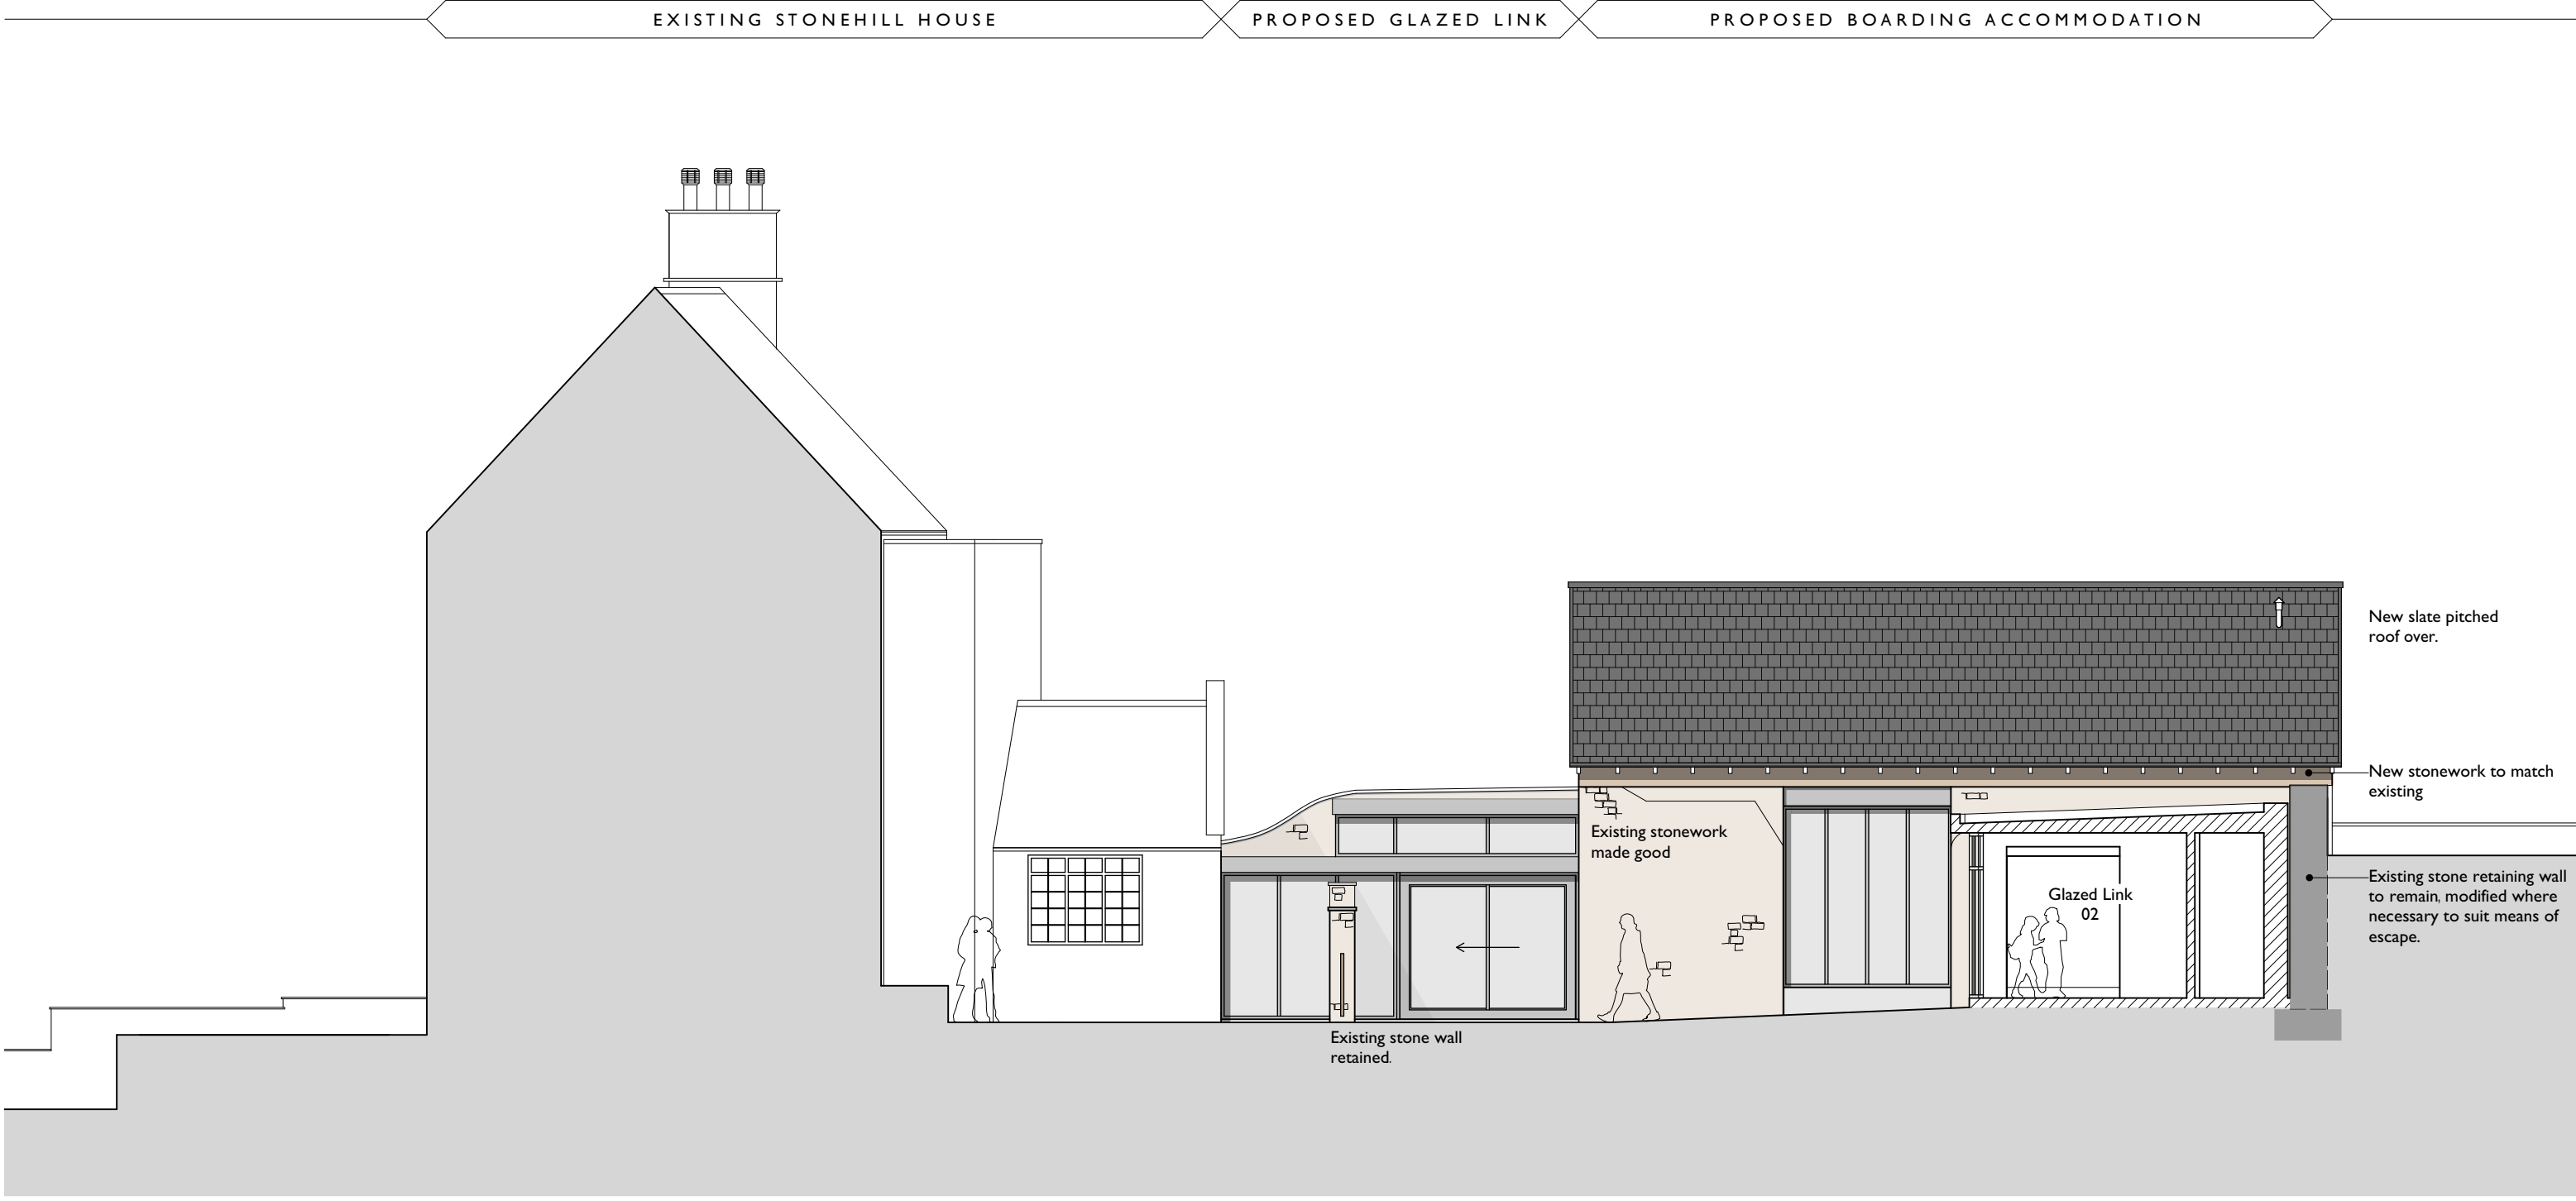 EXISTING STONEHILL HOUSE
PROPOSED GLAZED LINK
PROPOSED BOARDING ACCOMMODATION
New slate pitched
roof over.
New stonework to match
existing
Existing stonework
made good
Existing stone retaining wall
to remain, modified where
necessary to suit means of
escape.
Glazed Link
02
Existing stone wall
retained.